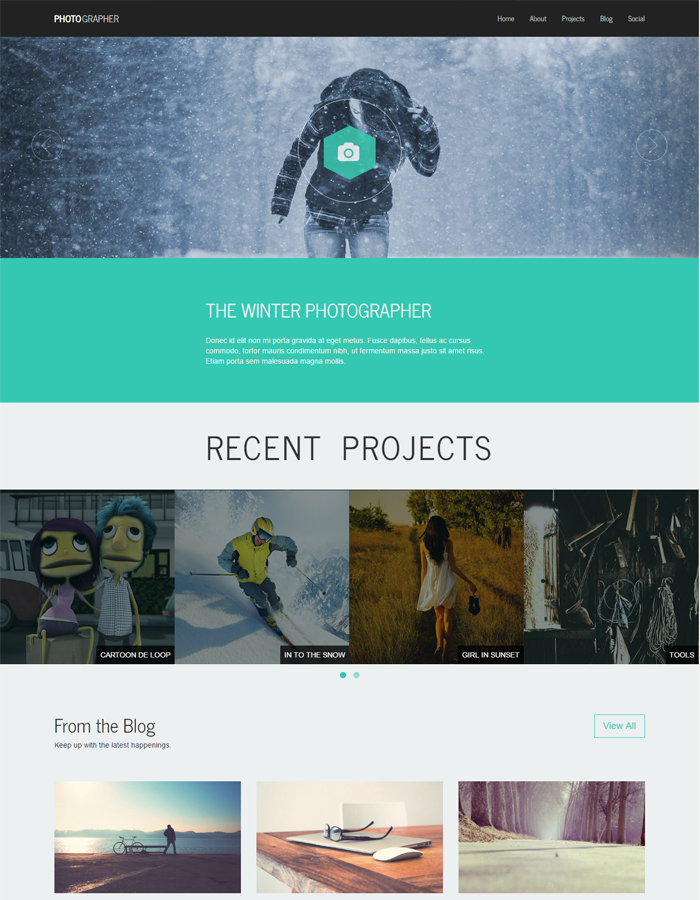 PHOTOGRAPHER
Home About Projects Blog Social
THE WINTER PHOTOGRAPHER
Donec id elit non mi porta gravida at eget metus. Fusce dapibus, tellus ac cursus
commodo, tortor mauris condimentum nibh, ut fermentum massa justo sit amet risus.
Etiam porta sem malesuada magna mollis.
RECENT PROJECTS
CARTOON DE LOOP
IN TO THE SNOW
GIRL IN SUNSET
TOOLS
From the Blog
View All
Keep up with the latest happenings.